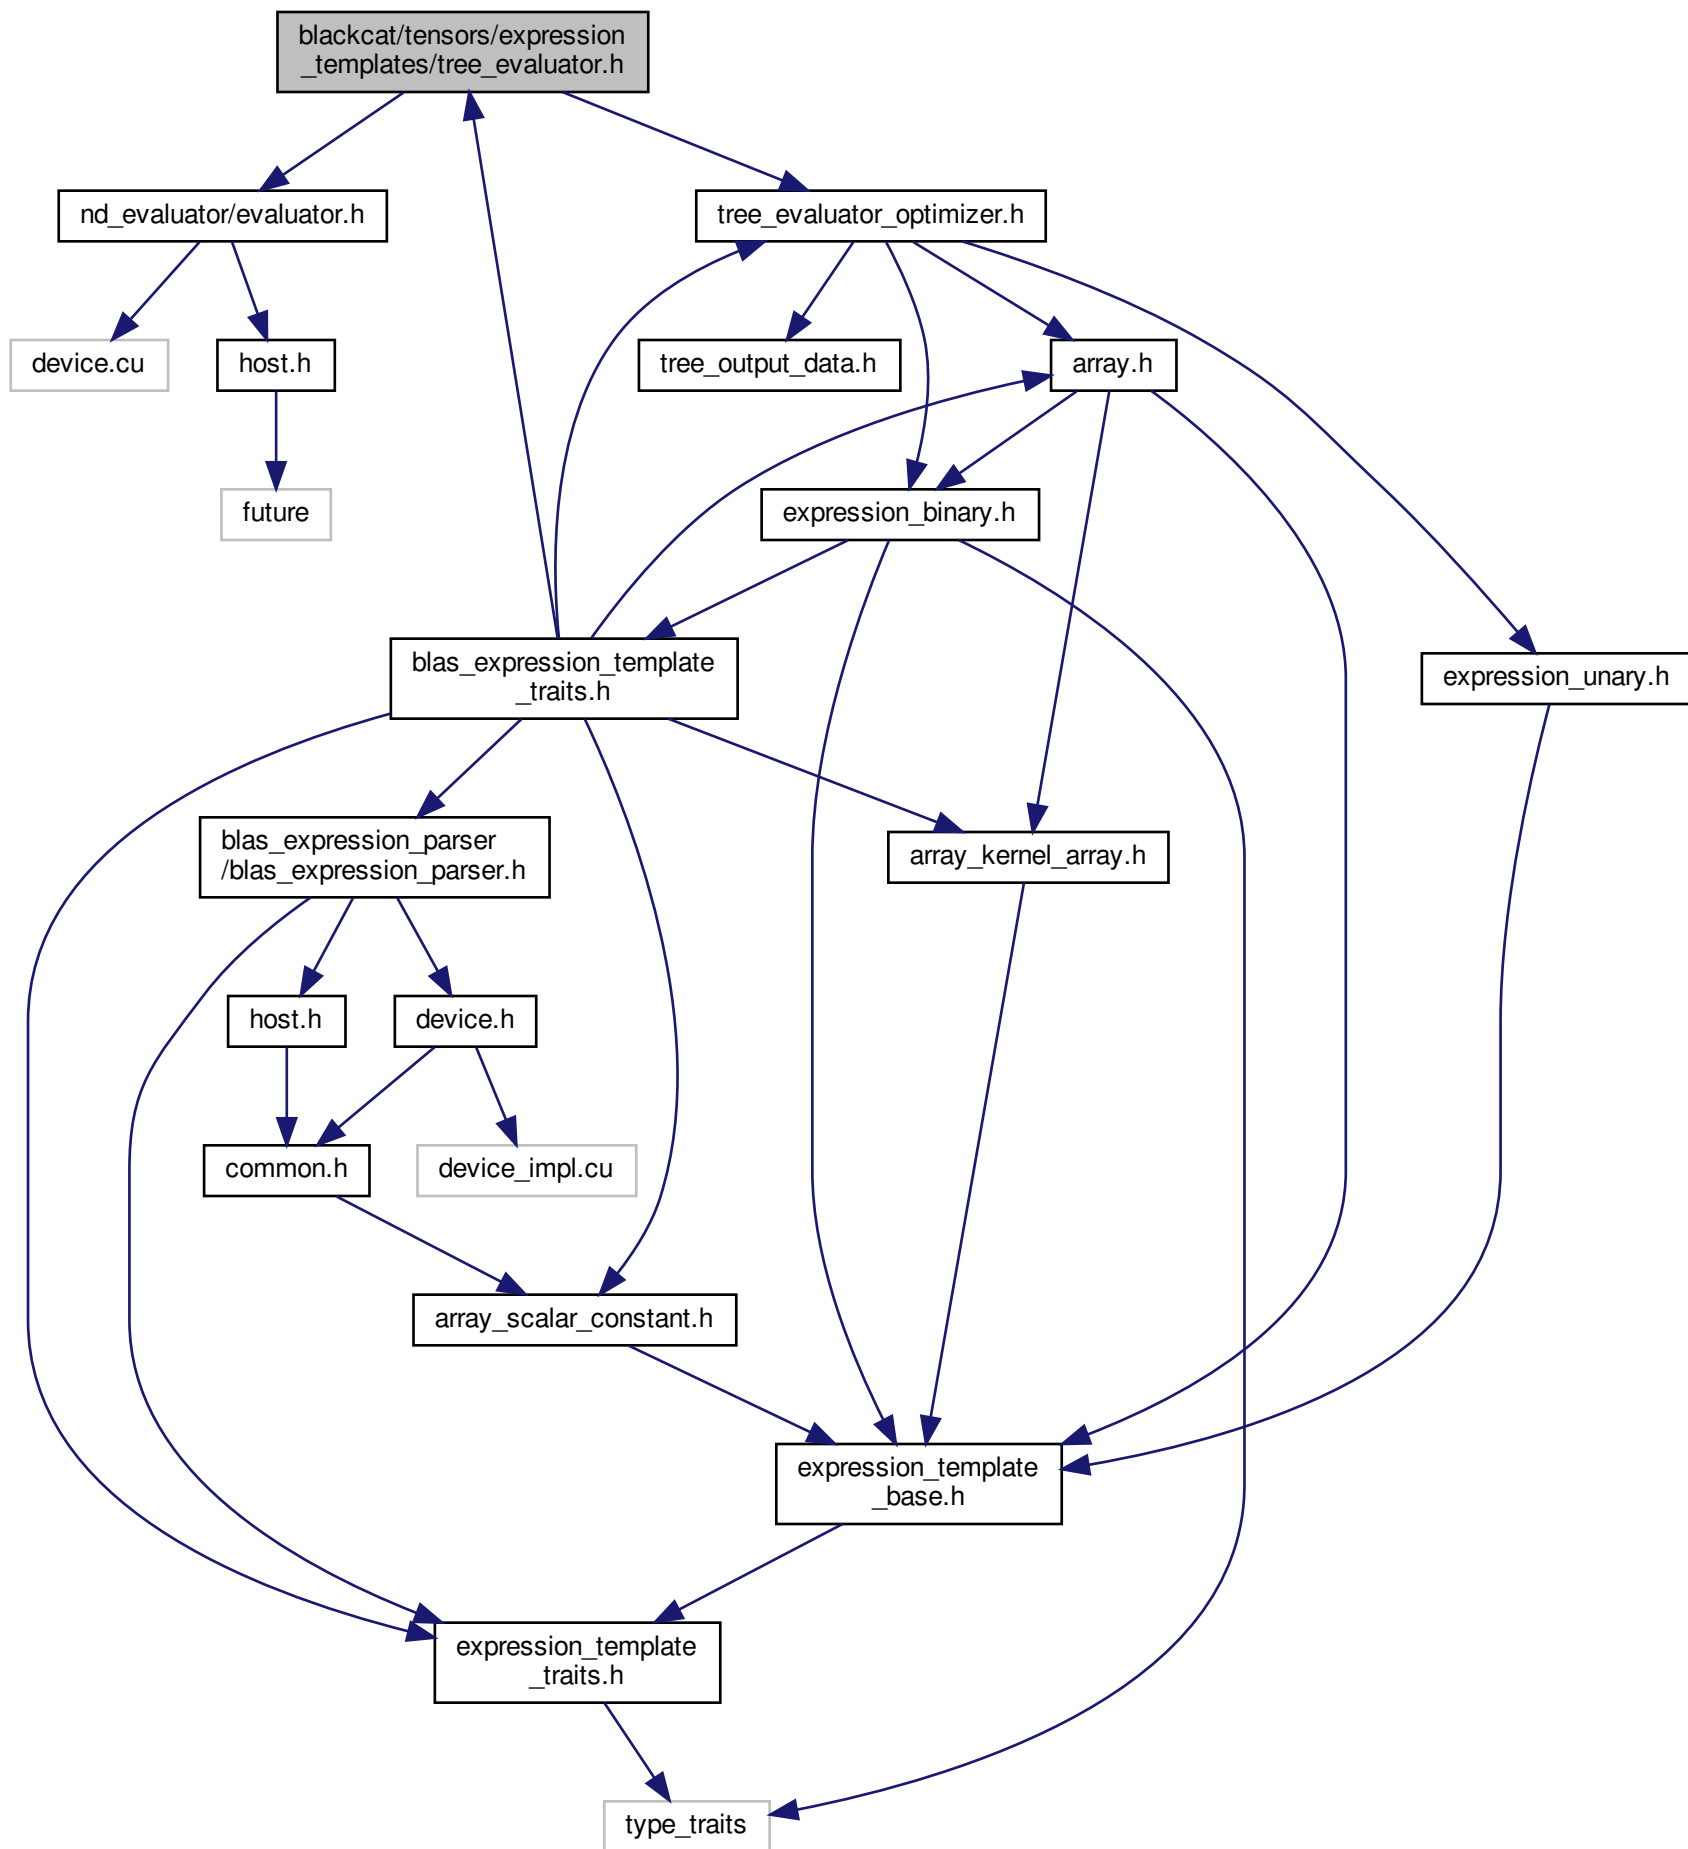 blackcat/tensors/expression
_templates/tree_evaluator.h
nd_evaluator/evaluator.h
tree_evaluator_optimizer.h
device.cu
host.h
tree_output_data.h
array.h
future
expression_binary.h
blas_expression_template
_traits.h
expression_unary.h
blas_expression_parser
/blas_expression_parser.h
array_kernel_array.h
host.h
device.h
common.h
device_impl.cu
array_scalar_constant.h
expression_template
_base.h
expression_template
_traits.h
type_traits